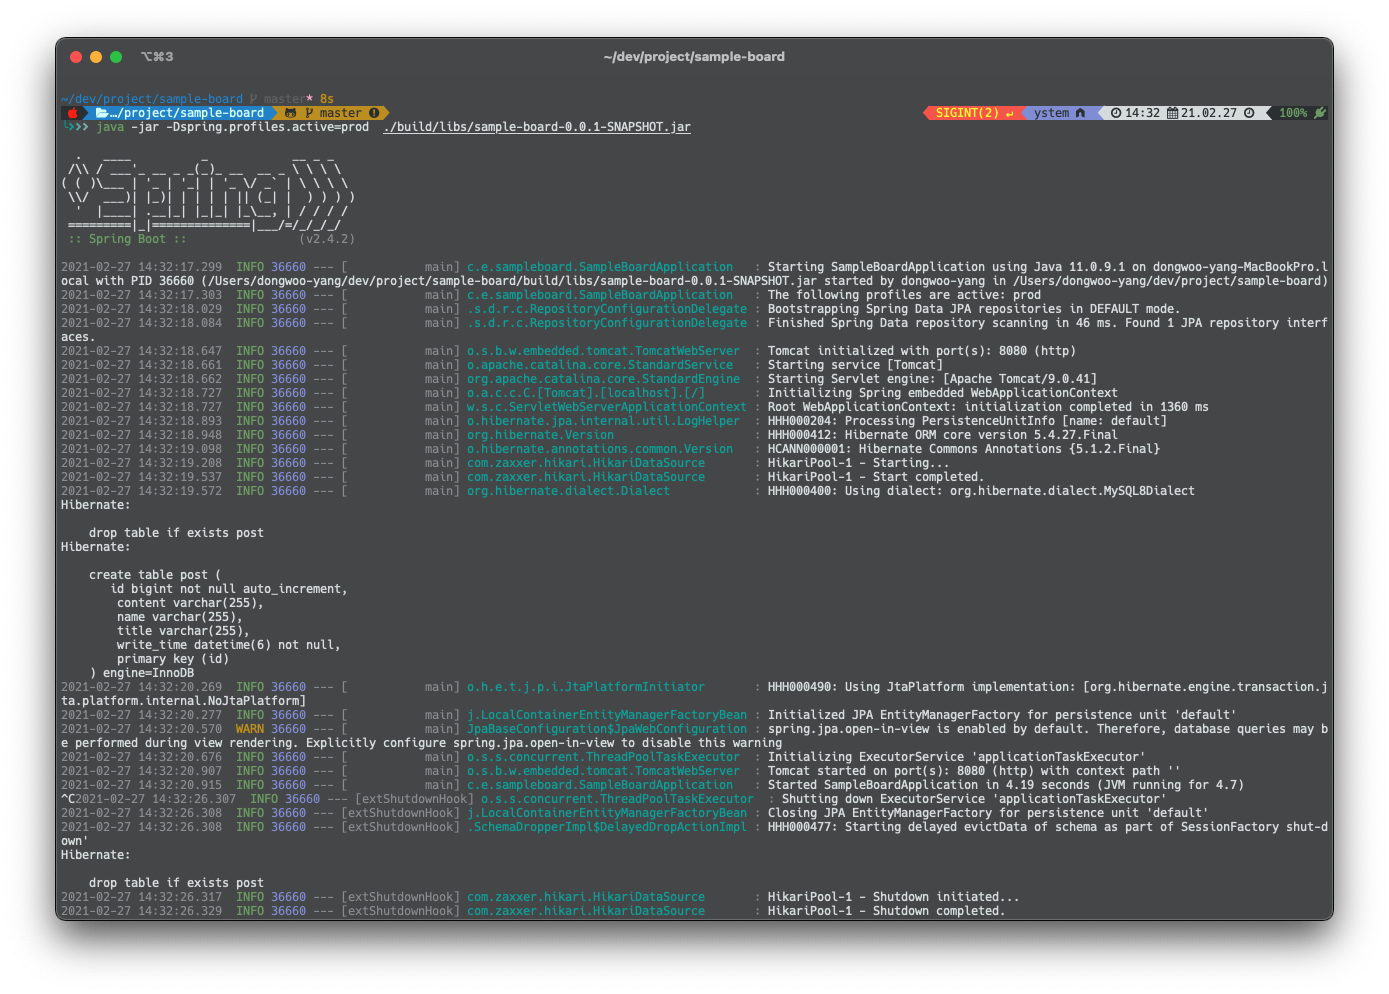 ⌥⌘3 ~/dev/project/sample-board
~/dev/project/sample-board master* 8s
…/project/sample-board master SIGINT(2) ↵ ystem 14:32 21.02.27 100%
java -jar -Dspring.profiles.active=prod ./build/libs/sample-board-0.0.1-SNAPSHOT.jar
  .   ____          _            __ _ _
 /\\ / ___'_ __ _ _(_)_ __  __ _ \ \ \ \
( ( )\___ | '_ | '_| | '_ \/ _` | \ \ \ \
 \\/  ___)| |_)| | | | | || (_| |  ) ) ) )
  '  |____| .__|_| |_|_| |_\__, | / / / /
 =========|_|==============|___/=/_/_/_/
 :: Spring Boot ::                (v2.4.2)
2021-02-27 14:32:17.299  INFO 36660 --- [           main] c.e.sampleboard.SampleBoardApplication   : Starting SampleBoardApplication using Java 11.0.9.1 on dongwoo-yang-MacBookPro.l
ocal with PID 36660 (/Users/dongwoo-yang/dev/project/sample-board/build/libs/sample-board-0.0.1-SNAPSHOT.jar started by dongwoo-yang in /Users/dongwoo-yang/dev/project/sample-board)
2021-02-27 14:32:17.303  INFO 36660 --- [           main] c.e.sampleboard.SampleBoardApplication   : The following profiles are active: prod
2021-02-27 14:32:18.029  INFO 36660 --- [           main] .s.d.r.c.RepositoryConfigurationDelegate : Bootstrapping Spring Data JPA repositories in DEFAULT mode.
2021-02-27 14:32:18.084  INFO 36660 --- [           main] .s.d.r.c.RepositoryConfigurationDelegate : Finished Spring Data repository scanning in 46 ms. Found 1 JPA repository interf
aces.
2021-02-27 14:32:18.647  INFO 36660 --- [           main] o.s.b.w.embedded.tomcat.TomcatWebServer  : Tomcat initialized with port(s): 8080 (http)
2021-02-27 14:32:18.661  INFO 36660 --- [           main] o.apache.catalina.core.StandardService   : Starting service [Tomcat]
2021-02-27 14:32:18.662  INFO 36660 --- [           main] org.apache.catalina.core.StandardEngine  : Starting Servlet engine: [Apache Tomcat/9.0.41]
2021-02-27 14:32:18.727  INFO 36660 --- [           main] o.a.c.c.C.[Tomcat].[localhost].[/]       : Initializing Spring embedded WebApplicationContext
2021-02-27 14:32:18.727  INFO 36660 --- [           main] w.s.c.ServletWebServerApplicationContext : Root WebApplicationContext: initialization completed in 1360 ms
2021-02-27 14:32:18.893  INFO 36660 --- [           main] o.hibernate.jpa.internal.util.LogHelper  : HHH000204: Processing PersistenceUnitInfo [name: default]
2021-02-27 14:32:18.948  INFO 36660 --- [           main] org.hibernate.Version                    : HHH000412: Hibernate ORM core version 5.4.27.Final
2021-02-27 14:32:19.098  INFO 36660 --- [           main] o.hibernate.annotations.common.Version   : HCANN000001: Hibernate Commons Annotations {5.1.2.Final}
2021-02-27 14:32:19.208  INFO 36660 --- [           main] com.zaxxer.hikari.HikariDataSource       : HikariPool-1 - Starting...
2021-02-27 14:32:19.537  INFO 36660 --- [           main] com.zaxxer.hikari.HikariDataSource       : HikariPool-1 - Start completed.
2021-02-27 14:32:19.572  INFO 36660 --- [           main] org.hibernate.dialect.Dialect            : HHH000400: Using dialect: org.hibernate.dialect.MySQL8Dialect
Hibernate:
    drop table if exists post
Hibernate:
    create table post (
       id bigint not null auto_increment,
        content varchar(255),
        name varchar(255),
        title varchar(255),
        write_time datetime(6) not null,
        primary key (id)
    ) engine=InnoDB
2021-02-27 14:32:20.269  INFO 36660 --- [           main] o.h.e.t.j.p.i.JtaPlatformInitiator       : HHH000490: Using JtaPlatform implementation: [org.hibernate.engine.transaction.j
ta.platform.internal.NoJtaPlatform]
2021-02-27 14:32:20.277  INFO 36660 --- [           main] j.LocalContainerEntityManagerFactoryBean : Initialized JPA EntityManagerFactory for persistence unit 'default'
2021-02-27 14:32:20.570  WARN 36660 --- [           main] JpaBaseConfiguration$JpaWebConfiguration : spring.jpa.open-in-view is enabled by default. Therefore, database queries may b
e performed during view rendering. Explicitly configure spring.jpa.open-in-view to disable this warning
2021-02-27 14:32:20.676  INFO 36660 --- [           main] o.s.s.concurrent.ThreadPoolTaskExecutor  : Initializing ExecutorService 'applicationTaskExecutor'
2021-02-27 14:32:20.907  INFO 36660 --- [           main] o.s.b.w.embedded.tomcat.TomcatWebServer  : Tomcat started on port(s): 8080 (http) with context path ''
2021-02-27 14:32:20.915  INFO 36660 --- [           main] c.e.sampleboard.SampleBoardApplication   : Started SampleBoardApplication in 4.19 seconds (JVM running for 4.7)
^C2021-02-27 14:32:26.307  INFO 36660 --- [extShutdownHook] o.s.s.concurrent.ThreadPoolTaskExecutor  : Shutting down ExecutorService 'applicationTaskExecutor'
2021-02-27 14:32:26.308  INFO 36660 --- [extShutdownHook] j.LocalContainerEntityManagerFactoryBean : Closing JPA EntityManagerFactory for persistence unit 'default'
2021-02-27 14:32:26.308  INFO 36660 --- [extShutdownHook] .SchemaDropperImpl$DelayedDropActionImpl : HHH000477: Starting delayed evictData of schema as part of SessionFactory shut-d
own'
Hibernate:
    drop table if exists post
2021-02-27 14:32:26.317  INFO 36660 --- [extShutdownHook] com.zaxxer.hikari.HikariDataSource       : HikariPool-1 - Shutdown initiated...
2021-02-27 14:32:26.329  INFO 36660 --- [extShutdownHook] com.zaxxer.hikari.HikariDataSource       : HikariPool-1 - Shutdown completed.